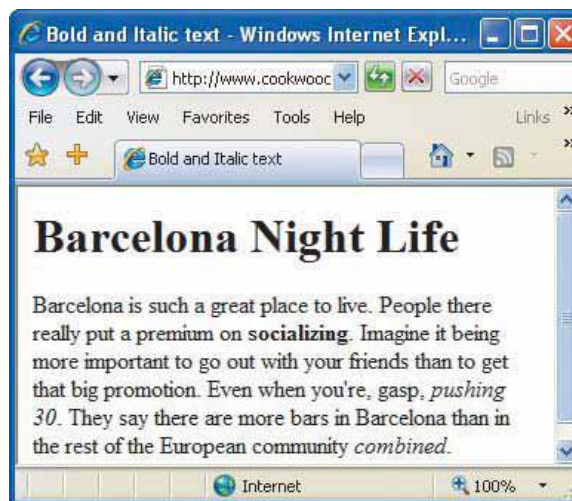 Bold and Italic text - Windows Internet Expl...
http://www.cookwooc
Google
File Edit View Favorites Tools Help Links »
Bold and Italic text »
Barcelona Night Life
Barcelona is such a great place to live. People there
really put a premium on socializing. Imagine it being
more important to go out with your friends than to get
that big promotion. Even when you're, gasp, pushing
30. They say there are more bars in Barcelona than in
the rest of the European community combined.
Internet 100%